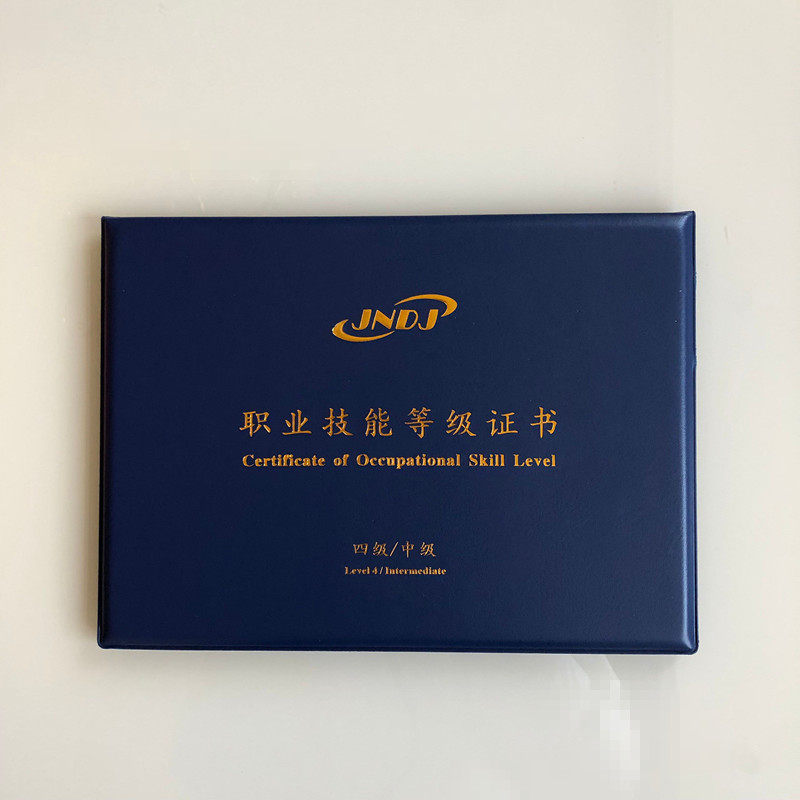 JNDJ
职业技能等级证书
Certificate of Occupational Skill Level
四级/中级
Level 4 / Intermediate